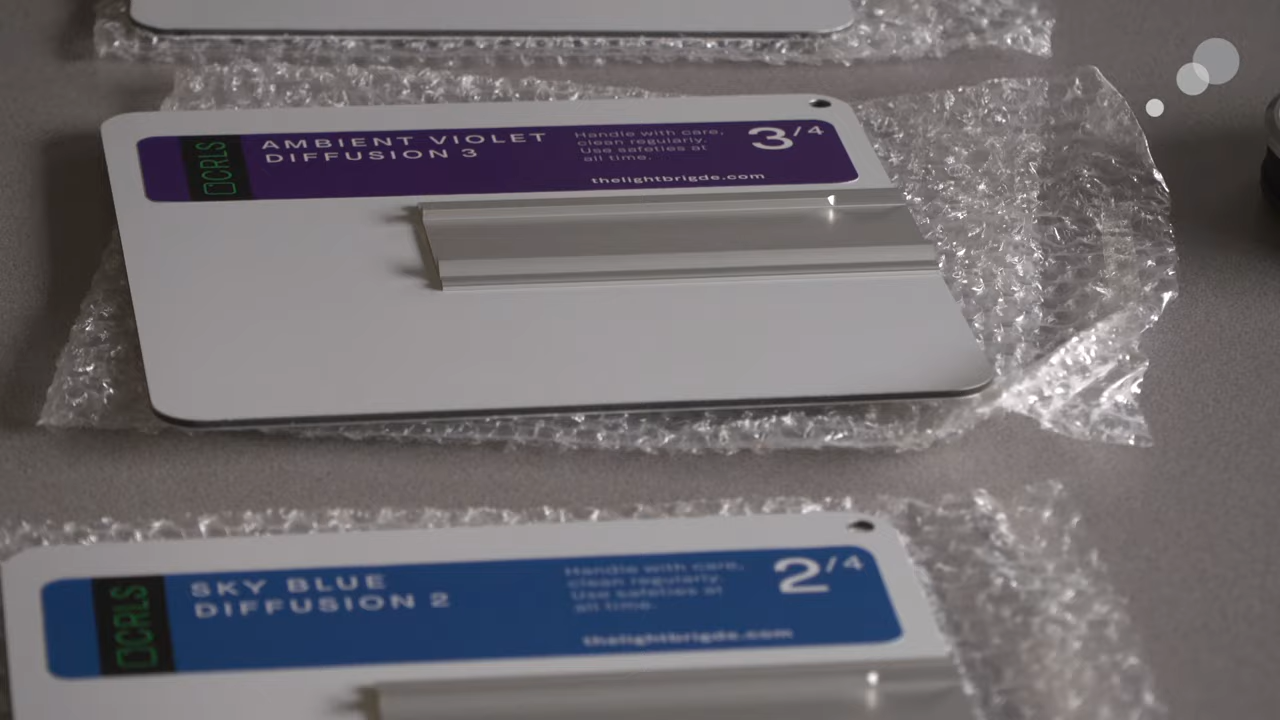 CRLS
AMBIENT VIOLET
DIFFUSION 3
Handle with care,
clean regularly.
Use safeties at
all time.
thelightbrigde.com
3/4
CRLS
SKY BLUE
DIFFUSION 2
Handle with care,
clean regularly.
Use safeties at
all time.
thelightbrigde.com
2/4